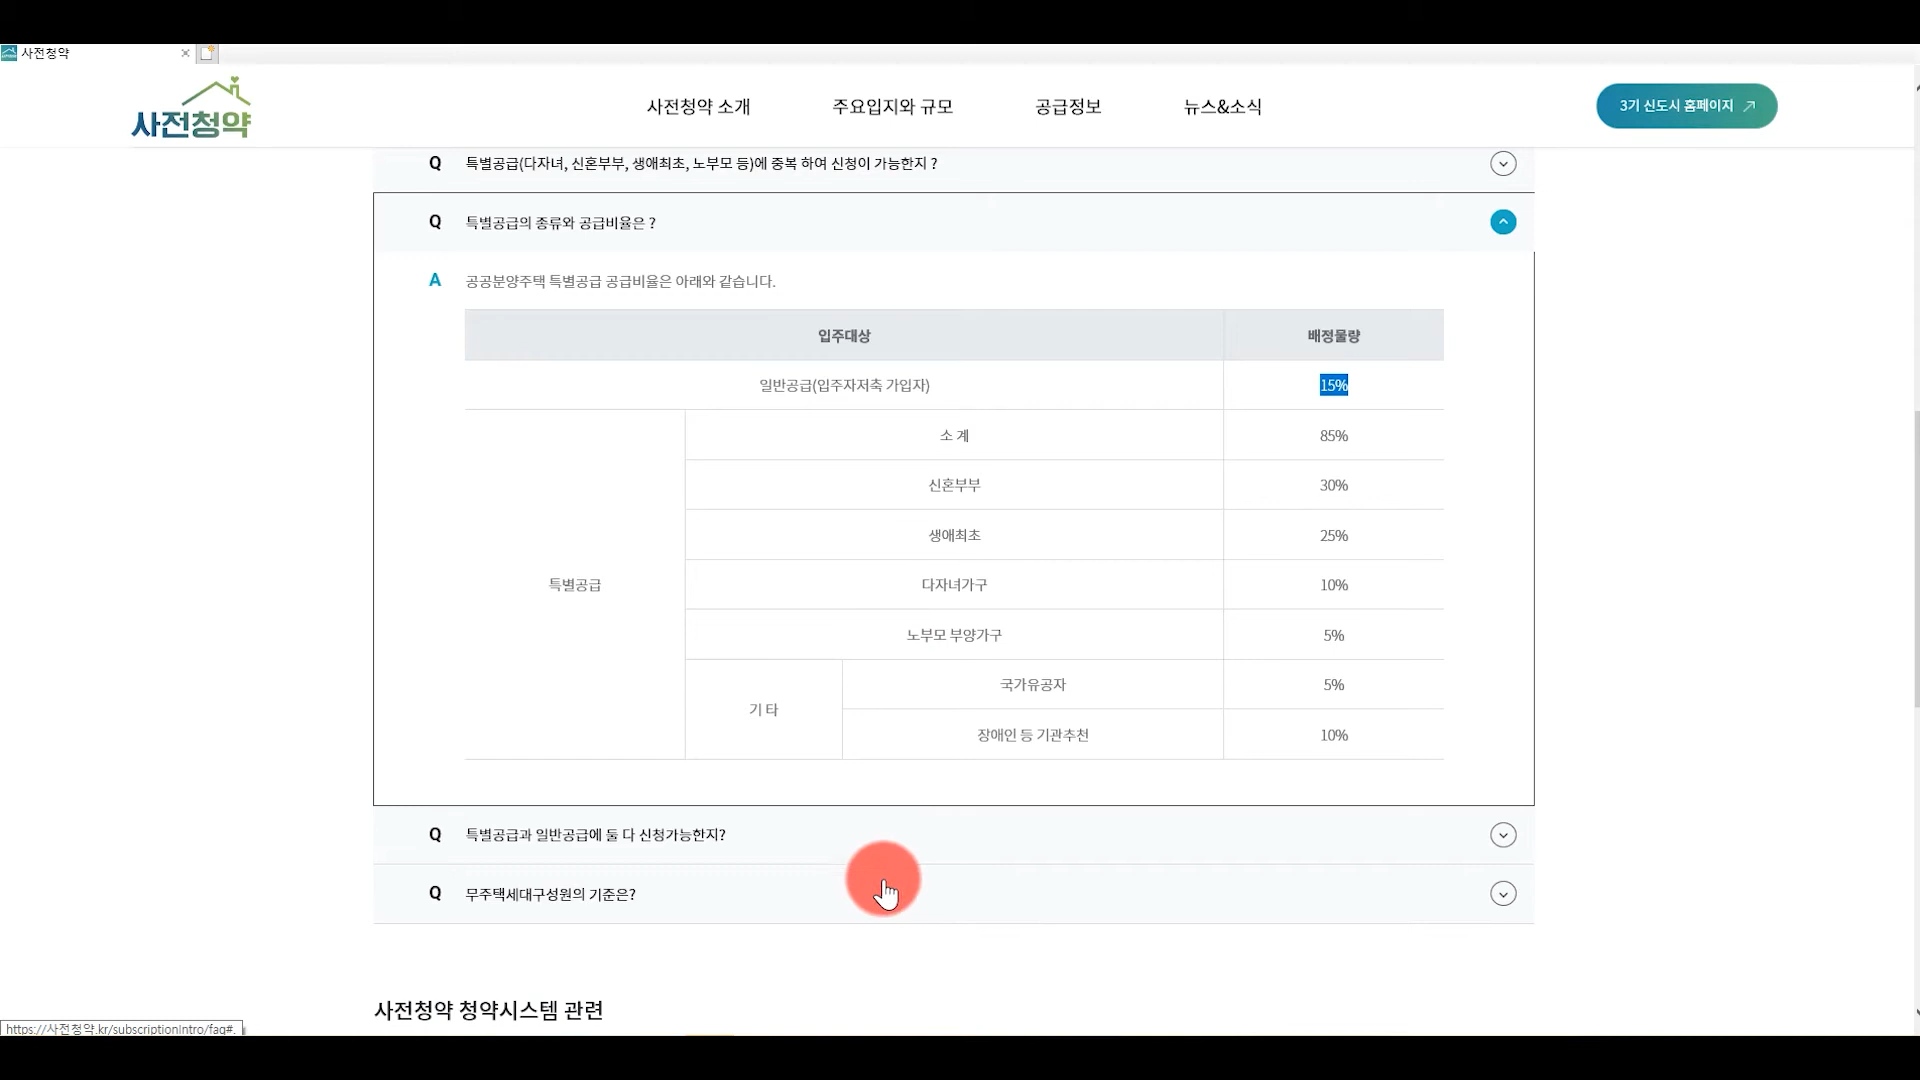 사전청약
사전청약
사전청약 소개
주요입지와 규모
공급정보
뉴스&소식
3기 신도시 홈페이지
Q 특별공급(다자녀, 신혼부부, 생애최초, 노부모 등)에 중복 하여 신청이 가능한지 ?
Q 특별공급의 종류와 공급비율은 ?
A 공공분양주택 특별공급 공급비율은 아래와 같습니다.
입주대상 배정물량
일반공급(입주자저축 가입자) 15%
소 계 85%
신혼부부 30%
생애최초 25%
특별공급 다자녀가구 10%
노부모 부양가구 5%
국가유공자 5%
기 타
장애인 등 기관추천 10%
Q 특별공급과 일반공급에 둘 다 신청가능한지?
Q 무주택세대구성원의 기준은?
사전청약 청약시스템 관련
https://사전청약.kr/subscriptionIntro/faq#.